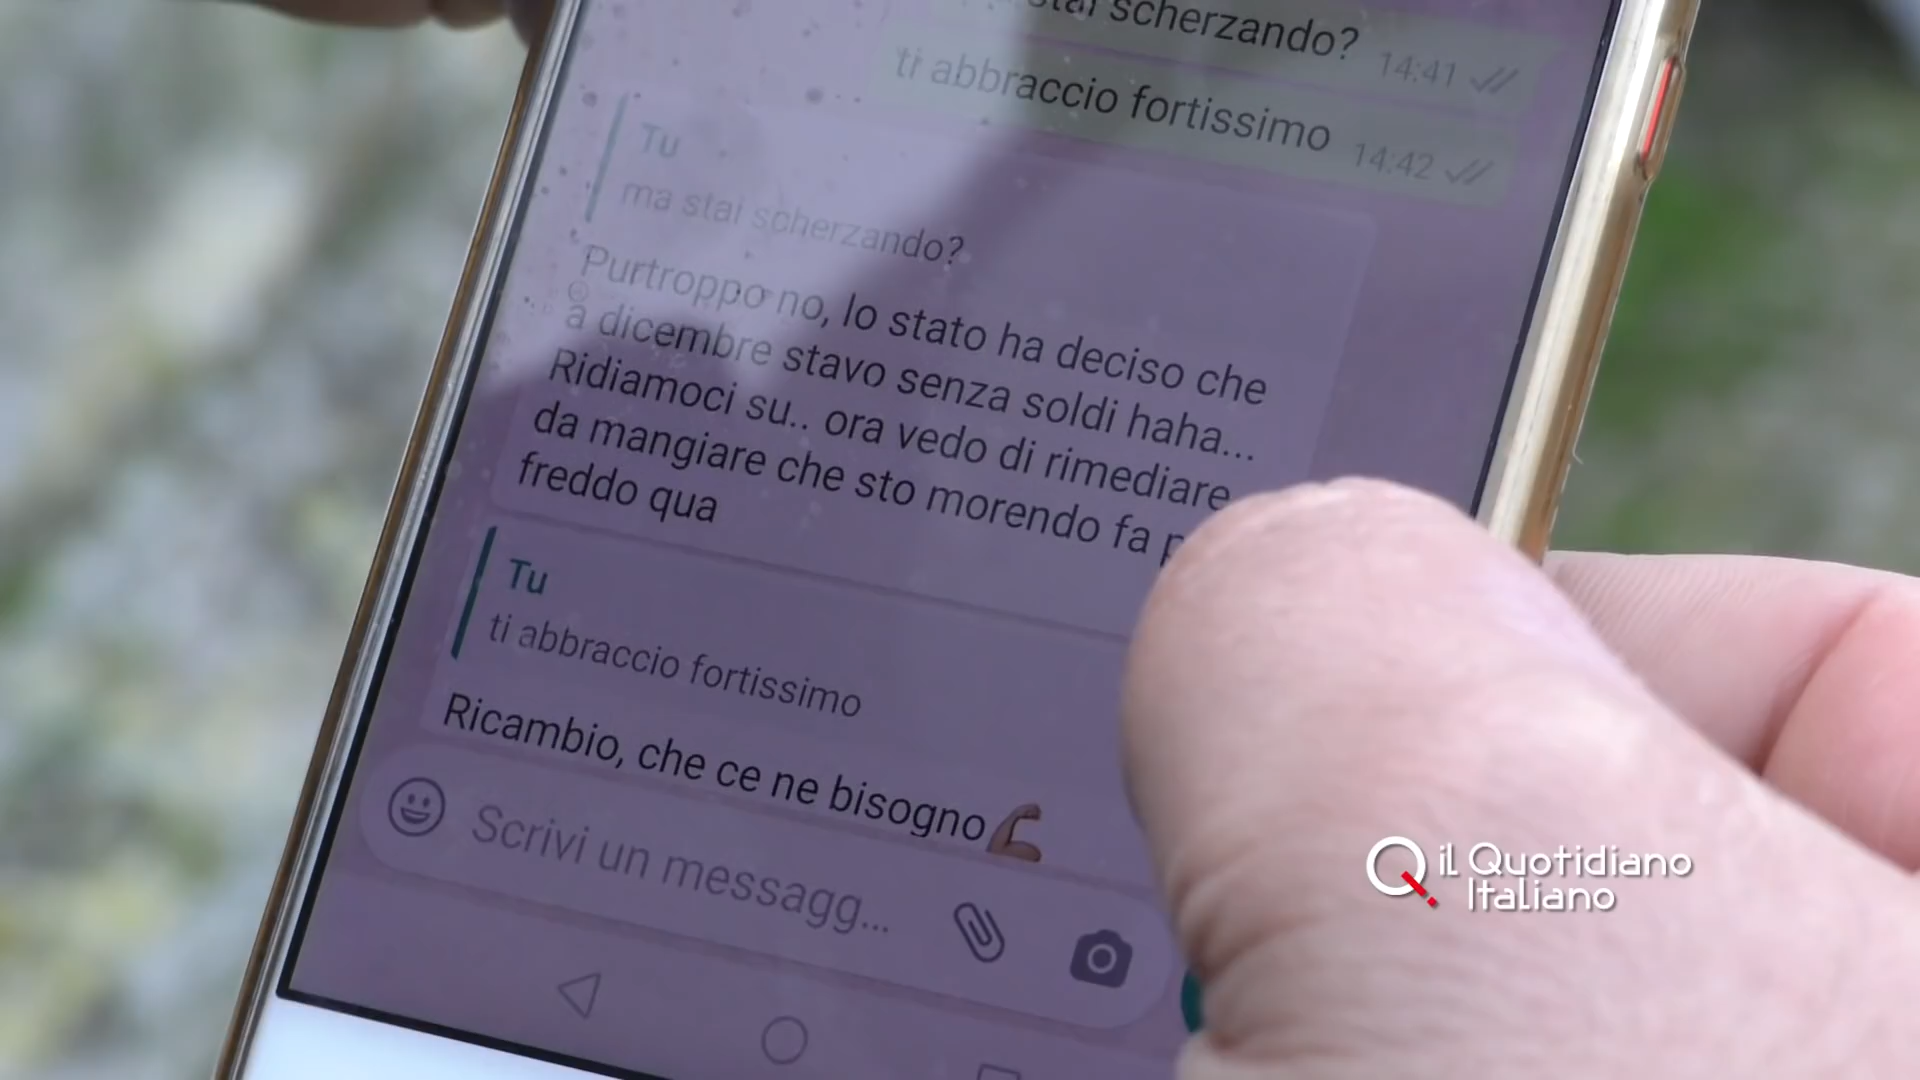 stai scherzando? 14:41
ti abbraccio fortissimo 14:42
Tu
ma stai scherzando?
Purtroppo no, lo stato ha deciso che
a dicembre stavo senza soldi haha...
Ridiamoci su.. ora vedo di rimediare
da mangiare che sto morendo fa
freddo qua
Tu
ti abbraccio fortissimo
Ricambio, che ce ne bisogno💪🏽
Scrivi un messagg...
il Quotidiano
Italiano